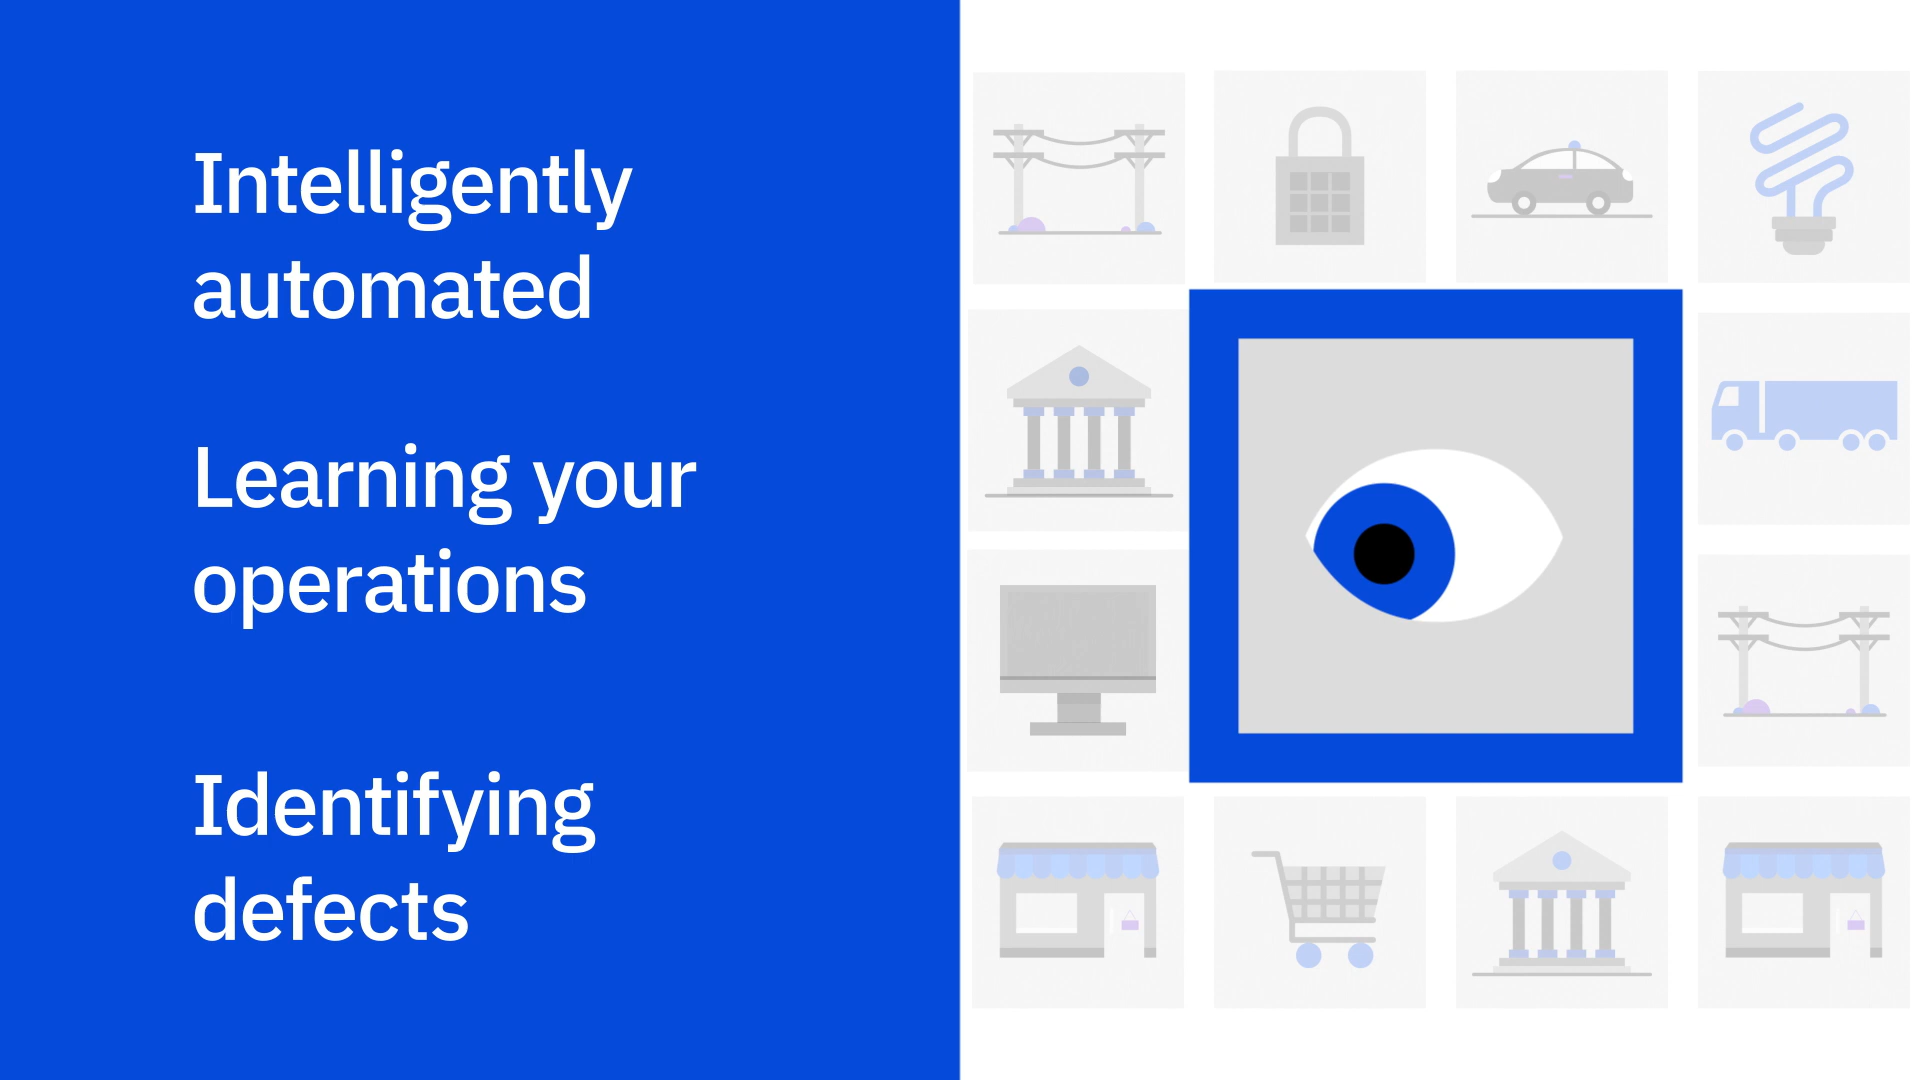 Intelligently
automated
Learning your
operations
Identifying
defects